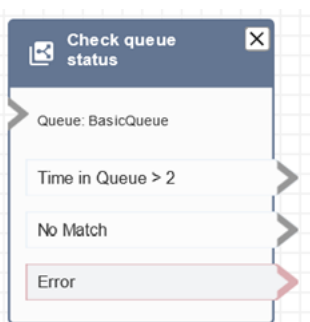 Check queue
status
Queue: BasicQueue
Time in Queue > 2
No Match
Error